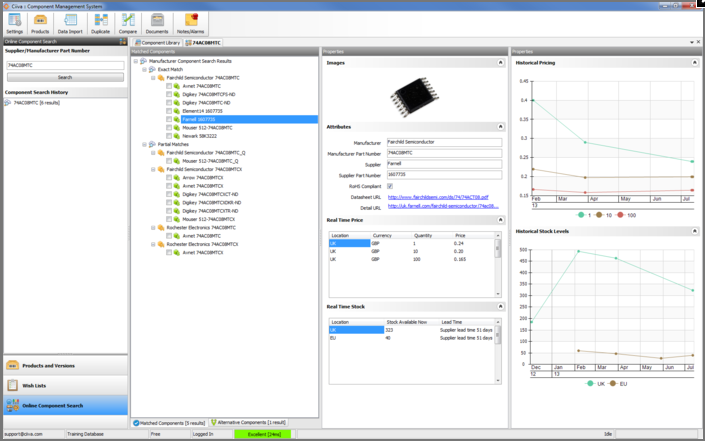 Ciiva :: Component Management System
Settings Products Data Import Duplicate Compare Documents Notes/Alarms
Online Component Search
Supplier/Manufacturer Part Number
74AC08MTC
Search
Component Search History
74AC08MTC [6 results]
Products and Versions
Wish Lists
Online Component Search
Component Library 74AC08MTC
Matched Components
Manufacturer Component Search Results
Exact Match
Fairchild Semiconductor 74AC08MTC
Avnet 74AC08MTC
Digikey 74AC08MTCFS-ND
Digikey 74AC08MTC-ND
Element14 1607735
Farnell 1607735
Mouser 512-74AC08MTC
Newark 58K3222
Partial Matches
Fairchild Semiconductor 74AC08MTC_Q
Mouser 512-74AC08MTC_Q
Fairchild Semiconductor 74AC08MTCX
Arrow 74AC08MTCX
Avnet 74AC08MTCX
Digikey 74AC08MTCXCT-ND
Digikey 74AC08MTCXDKR-ND
Digikey 74AC08MTCXTR-ND
Mouser 512-74AC08MTCX
Rochester Electronics 74AC08MTC
Avnet 74AC08MTC
Rochester Electronics 74AC08MTCX
Avnet 74AC08MTCX
Matched Components [5 results] Alternative Components [1 result]
Properties
Images
Attributes
Manufacturer Fairchild Semiconductor
Manufacturer Part Number 74AC08MTC
Supplier Farnell
Supplier Part Number 1607735
RoHS Compliant
Datasheet URL http://www.fairchildsemi.com/ds/74/74ACT08.pdf
Detail URL http://uk.farnell.com/fairchild-semiconductor/74ac08...
Real Time Price
Location Currency Quantity Price
UK GBP 1 0.24
UK GBP 10 0.20
UK GBP 100 0.165
Real Time Stock
Location Stock Available Now Lead Time
UK 323 Supplier lead time 51 days
EU 40 Supplier lead time 51 days
Properties
Historical Pricing
0.45
0.4
0.35
0.3
0.25
0.2
0.15
Feb Mar Apr May Jun Jul
13
1 10 100
Historical Stock Levels
500
450
400
350
300
250
200
150
100
50
0
Dec Jan Feb Mar Apr May Jun Jul
12 13
UK EU
support@ciiva.com Training Database Free Logged In Excellent [24ms] Idle